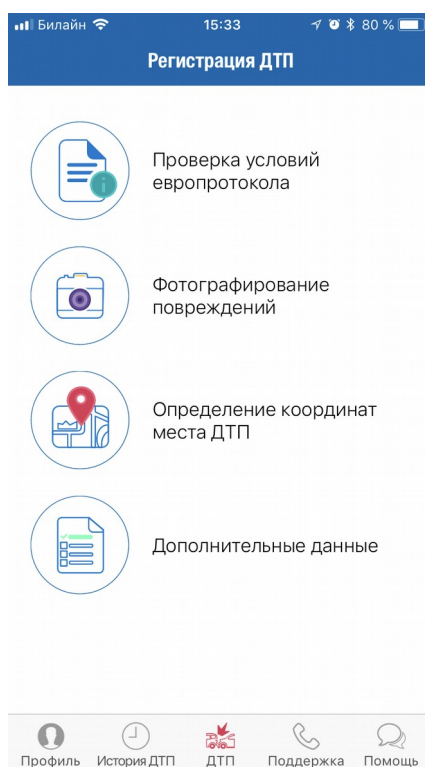 Билайн 15:33 80 %
Регистрация ДТП
Проверка условий
европротокола
Фотографирование
повреждений
Определение координат
места ДТП
Дополнительные данные
Профиль История ДТП ДТП Поддержка Помощь